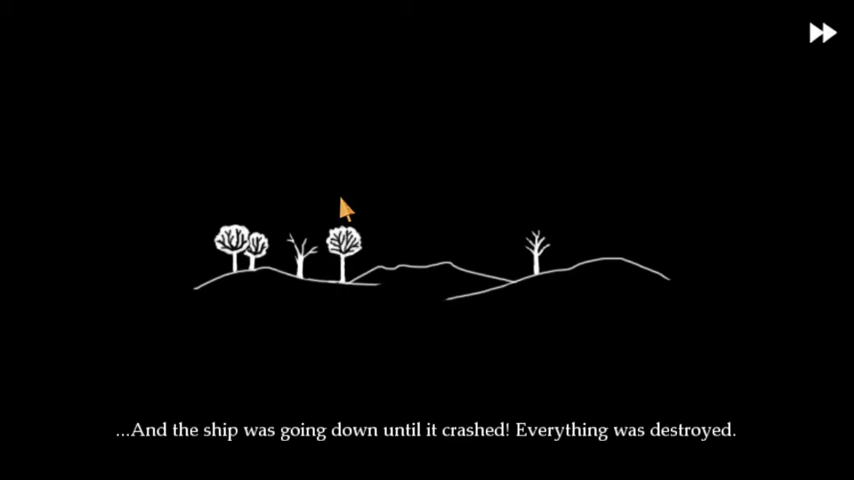 ...And the ship was going down until it crashed! Everything was destroyed.